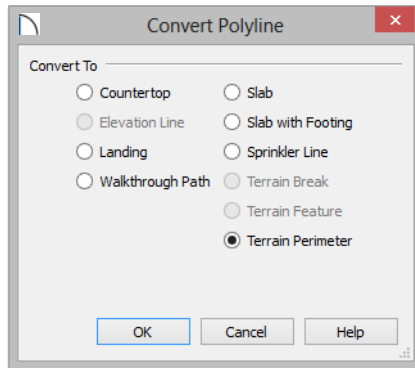 Convert Polyline
Convert To
Countertop
Elevation Line
Landing
Walkthrough Path
Slab
Slab with Footing
Sprinkler Line
Terrain Break
Terrain Feature
Terrain Perimeter
OK
Cancel
Help